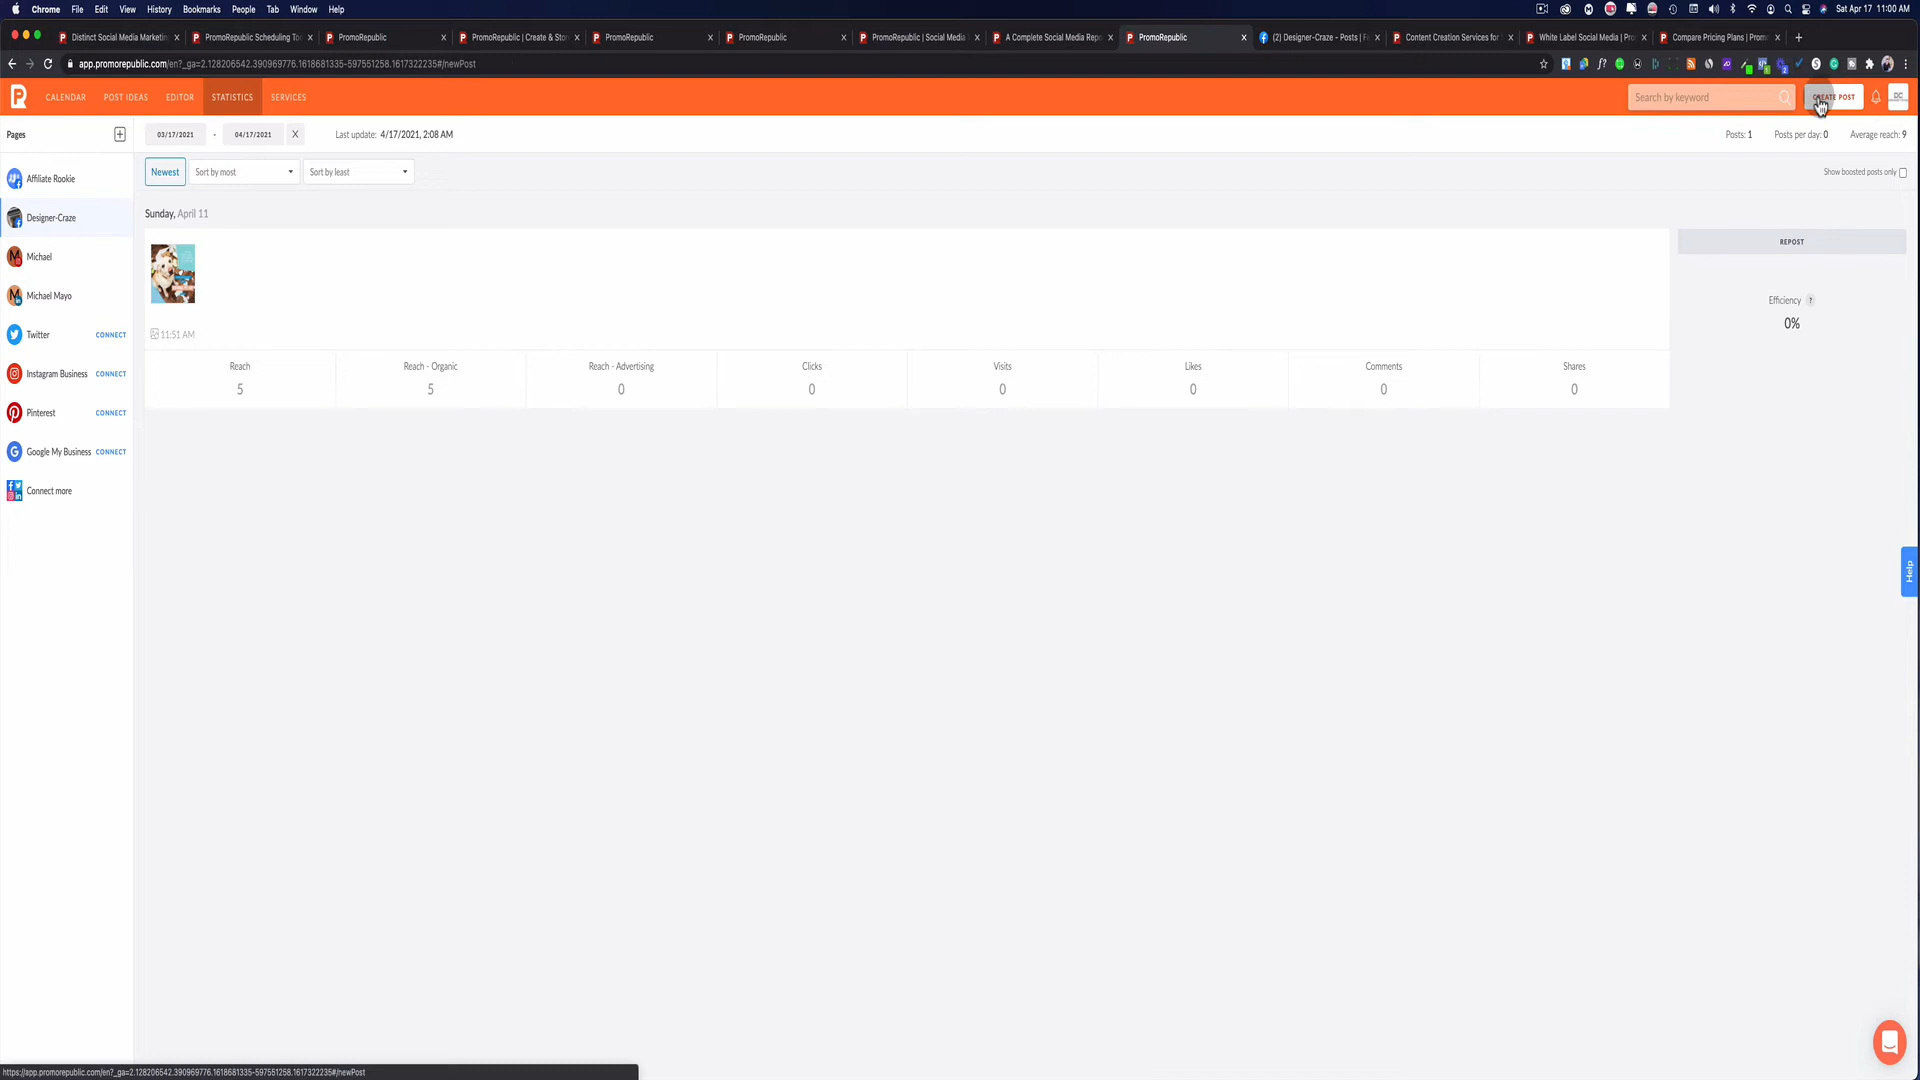 Chrome File Edit View History Bookmarks People Tab Window Help
Sat Apr 17 11:00 AM
Distinct Social Media Marketin
PromoRepublic Scheduling Too
PromoRepublic
PromoRepublic | Create & Stor
PromoRepublic
PromoRepublic
PromoRepublic | Social Media
A Complete Social Media Repo
PromoRepublic
(2) Designer-Craze - Posts | F
Content Creation Services for
White Label Social Media | Pro
Compare Pricing Plans | Promo
app.promorepublic.com/en?_ga=2.128206542.390969776.1618681335-597551258.1617322235#/newPost
CALENDAR POST IDEAS EDITOR STATISTICS SERVICES
Search by keyword
CREATE POST
Pages
03/17/2021 - 04/17/2021 X
Last update: 4/17/2021, 2:08 AM
Posts: 1 Posts per day: 0 Average reach: 9
Newest
Sort by most
Sort by least
Show boosted posts only
Affiliate Rookie
Designer-Craze
Michael
Michael Mayo
Twitter CONNECT
Instagram Business CONNECT
Pinterest CONNECT
Google My Business CONNECT
Connect more
Sunday, April 11
11:51 AM
REPOST
Efficiency ?
0%
Reach Reach - Organic Reach - Advertising Clicks Visits Likes Comments Shares
5 5 0 0 0 0 0 0
Help
https://app.promorepublic.com/en?_ga=2.128206542.390969776.1618681335-597551258.1617322235#/newPost